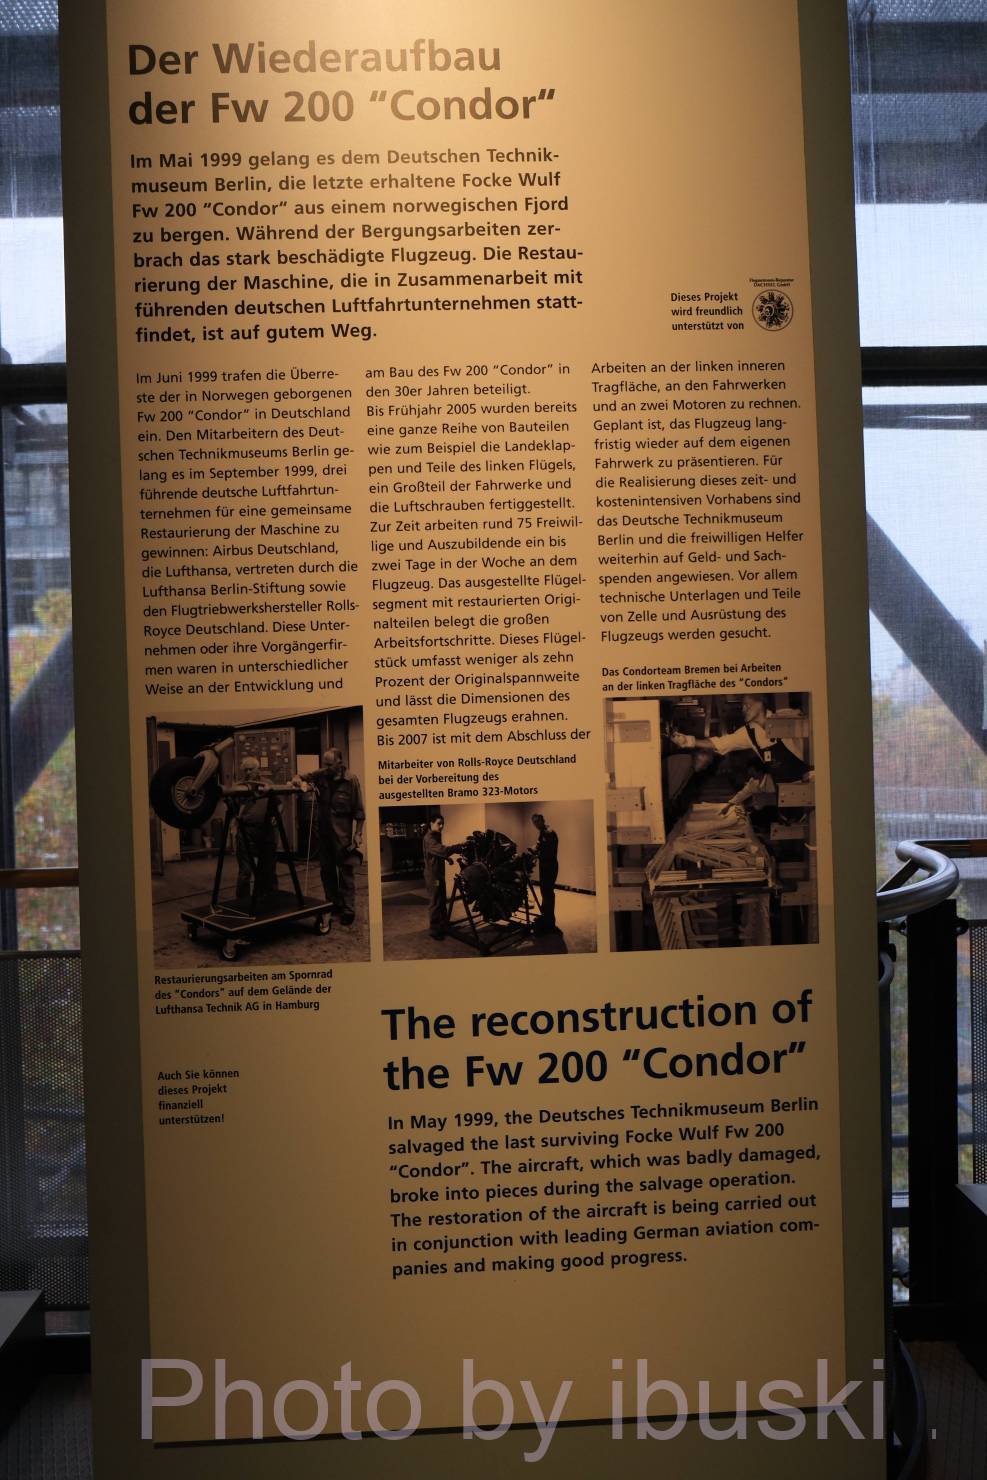 Der Wiederaufbau
der Fw 200 “Condor“
Im Mai 1999 gelang es dem Deutschen Technik-
museum Berlin, die letzte erhaltene Focke Wulf
Fw 200 “Condor“ aus einem norwegischen Fjord
zu bergen. Während der Bergungsarbeiten zer-
brach das stark beschädigte Flugzeug. Die Restau-
rierung der Maschine, die in Zusammenarbeit mit
führenden deutschen Luftfahrtunternehmen statt-
findet, ist auf gutem Weg.
Dieses Projekt
wird freundlich
unterstützt von
DACHSEL GmbH
Im Juni 1999 trafen die Überre-
ste der in Norwegen geborgenen
Fw 200 “Condor“ in Deutschland
ein. Den Mitarbeitern des Deut-
schen Technikmuseums Berlin ge-
lang es im September 1999, drei
führende deutsche Luftfahrtun-
ternehmen für eine gemeinsame
Restaurierung der Maschine zu
gewinnen: Airbus Deutschland,
die Lufthansa, vertreten durch die
Lufthansa Berlin-Stiftung sowie
den Flugtriebwerkshersteller Rolls-
Royce Deutschland. Diese Unter-
nehmen oder ihre Vorgängerfir-
men waren in unterschiedlicher
Weise an der Entwicklung und
am Bau des Fw 200 “Condor” in
den 30er Jahren beteiligt.
Bis Frühjahr 2005 wurden bereits
eine ganze Reihe von Bauteilen
wie zum Beispiel die Landeklap-
pen und Teile des linken Flügels,
ein Großteil der Fahrwerke und
die Luftschrauben fertiggestellt.
Zur Zeit arbeiten rund 75 Freiwil-
lige und Auszubildende ein bis
zwei Tage in der Woche an dem
Flugzeug. Das ausgestellte Flügel-
segment mit restaurierten Origi-
nalteilen belegt die großen
Arbeitsfortschritte. Dieses Flügel-
stück umfasst weniger als zehn
Prozent der Originalspannweite
und lässt die Dimensionen des
gesamten Flugzeugs erahnen.
Bis 2007 ist mit dem Abschluss der
Arbeiten an der linken inneren
Tragfläche, an den Fahrwerken
und an zwei Motoren zu rechnen.
Geplant ist, das Flugzeug lang-
fristig wieder auf dem eigenen
Fahrwerk zu präsentieren. Für
die Realisierung dieses zeit- und
kostenintensiven Vorhabens sind
das Deutsche Technikmuseum
Berlin und die freiwilligen Helfer
weiterhin auf Geld- und Sach-
spenden angewiesen. Vor allem
technische Unterlagen und Teile
von Zelle und Ausrüstung des
Flugzeugs werden gesucht.
Das Condorteam Bremen bei Arbeiten
an der linken Tragfläche des “Condors”
Mitarbeiter von Rolls-Royce Deutschland
bei der Vorbereitung des
ausgestellten Bramo 323-Motors
Restaurierungsarbeiten am Spornrad
des “Condors” auf dem Gelände der
Lufthansa Technik AG in Hamburg
Auch Sie können
dieses Projekt
finanziell
unterstützen!
The reconstruction of
the Fw 200 “Condor”
In May 1999, the Deutsches Technikmuseum Berlin
salvaged the last surviving Focke Wulf Fw 200
“Condor”. The aircraft, which was badly damaged,
broke into pieces during the salvage operation.
The restoration of the aircraft is being carried out
in conjunction with leading German aviation com-
panies and making good progress.
Photo by ibuski .